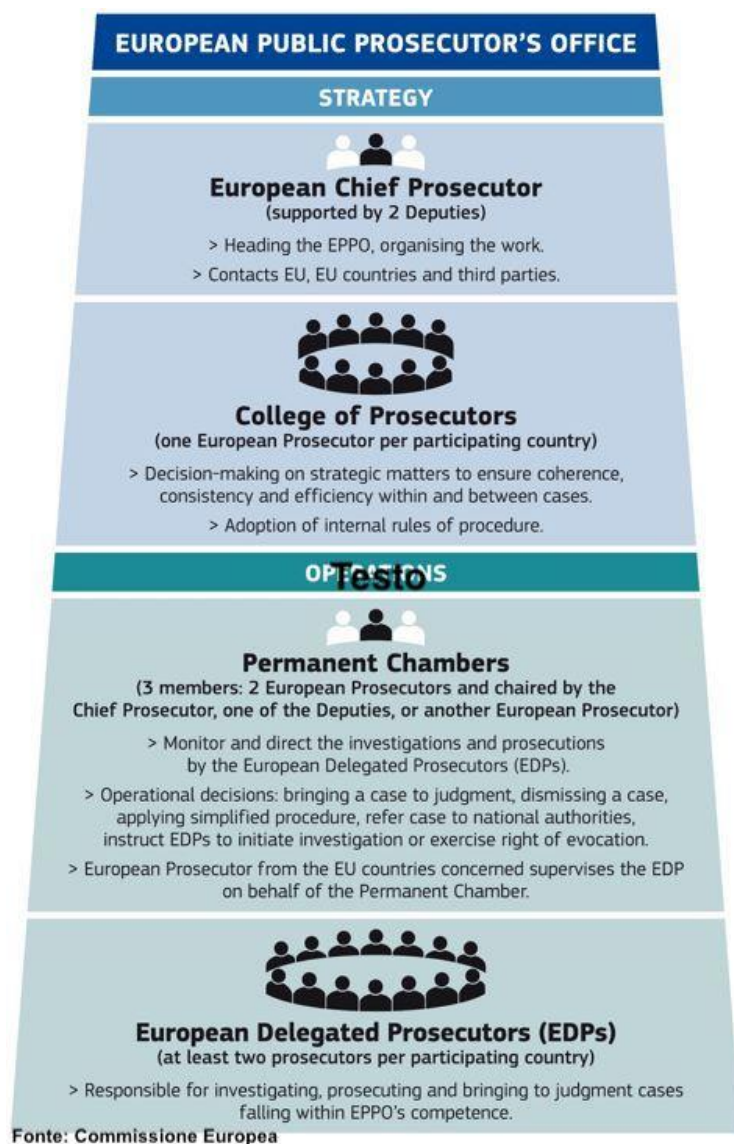 EUROPEAN PUBLIC PROSECUTOR'S OFFICE
STRATEGY
European Chief Prosecutor
(supported by 2 Deputies)
> Heading the EPPO, organising the work.
> Contacts EU, EU countries and third parties.
College of Prosecutors
(one European Prosecutor per participating country)
> Decision-making on strategic matters to ensure coherence,
consistency and efficiency within and between cases.
> Adoption of internal rules of procedure.
OPERATIONS
Testo
Permanent Chambers
(3 members: 2 European Prosecutors and chaired by the
Chief Prosecutor, one of the Deputies, or another European Prosecutor)
> Monitor and direct the investigations and prosecutions
by the European Delegated Prosecutors (EDPs).
> Operational decisions: bringing a case to judgment, dismissing a case,
applying simplified procedure, refer case to national authorities,
instruct EDPs to initiate investigation or exercise right of evocation.
> European Prosecutor from the EU countries concerned supervises the EDP
on behalf of the Permanent Chamber.
European Delegated Prosecutors (EDPs)
(at least two prosecutors per participating country)
> Responsible for investigating, prosecuting and bringing to judgment cases
falling within EPPO's competence.
Fonte: Commissione Europea